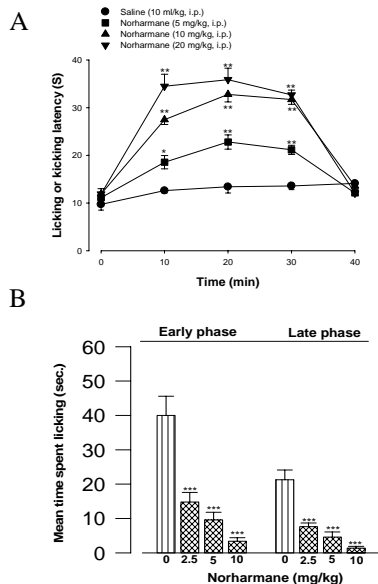 A
Saline (10 ml/kg, i.p.)
Norharmane (5 mg/kg, i.p.)
Norharmane (10 mg/kg, i.p.)
Norharmane (20 mg/kg, i.p.)
Licking or kicking latency (S)
40
30
20
10
0
** ** **
** ** **
* ** **
0 10 20 30 40
Time (min)
B
Early phase Late phase
Mean time spent licking (sec.)
60
40
20
0
*** *** *** *** *** ***
0 2.5 5 10 0 2.5 5 10
Norharmane (mg/kg)